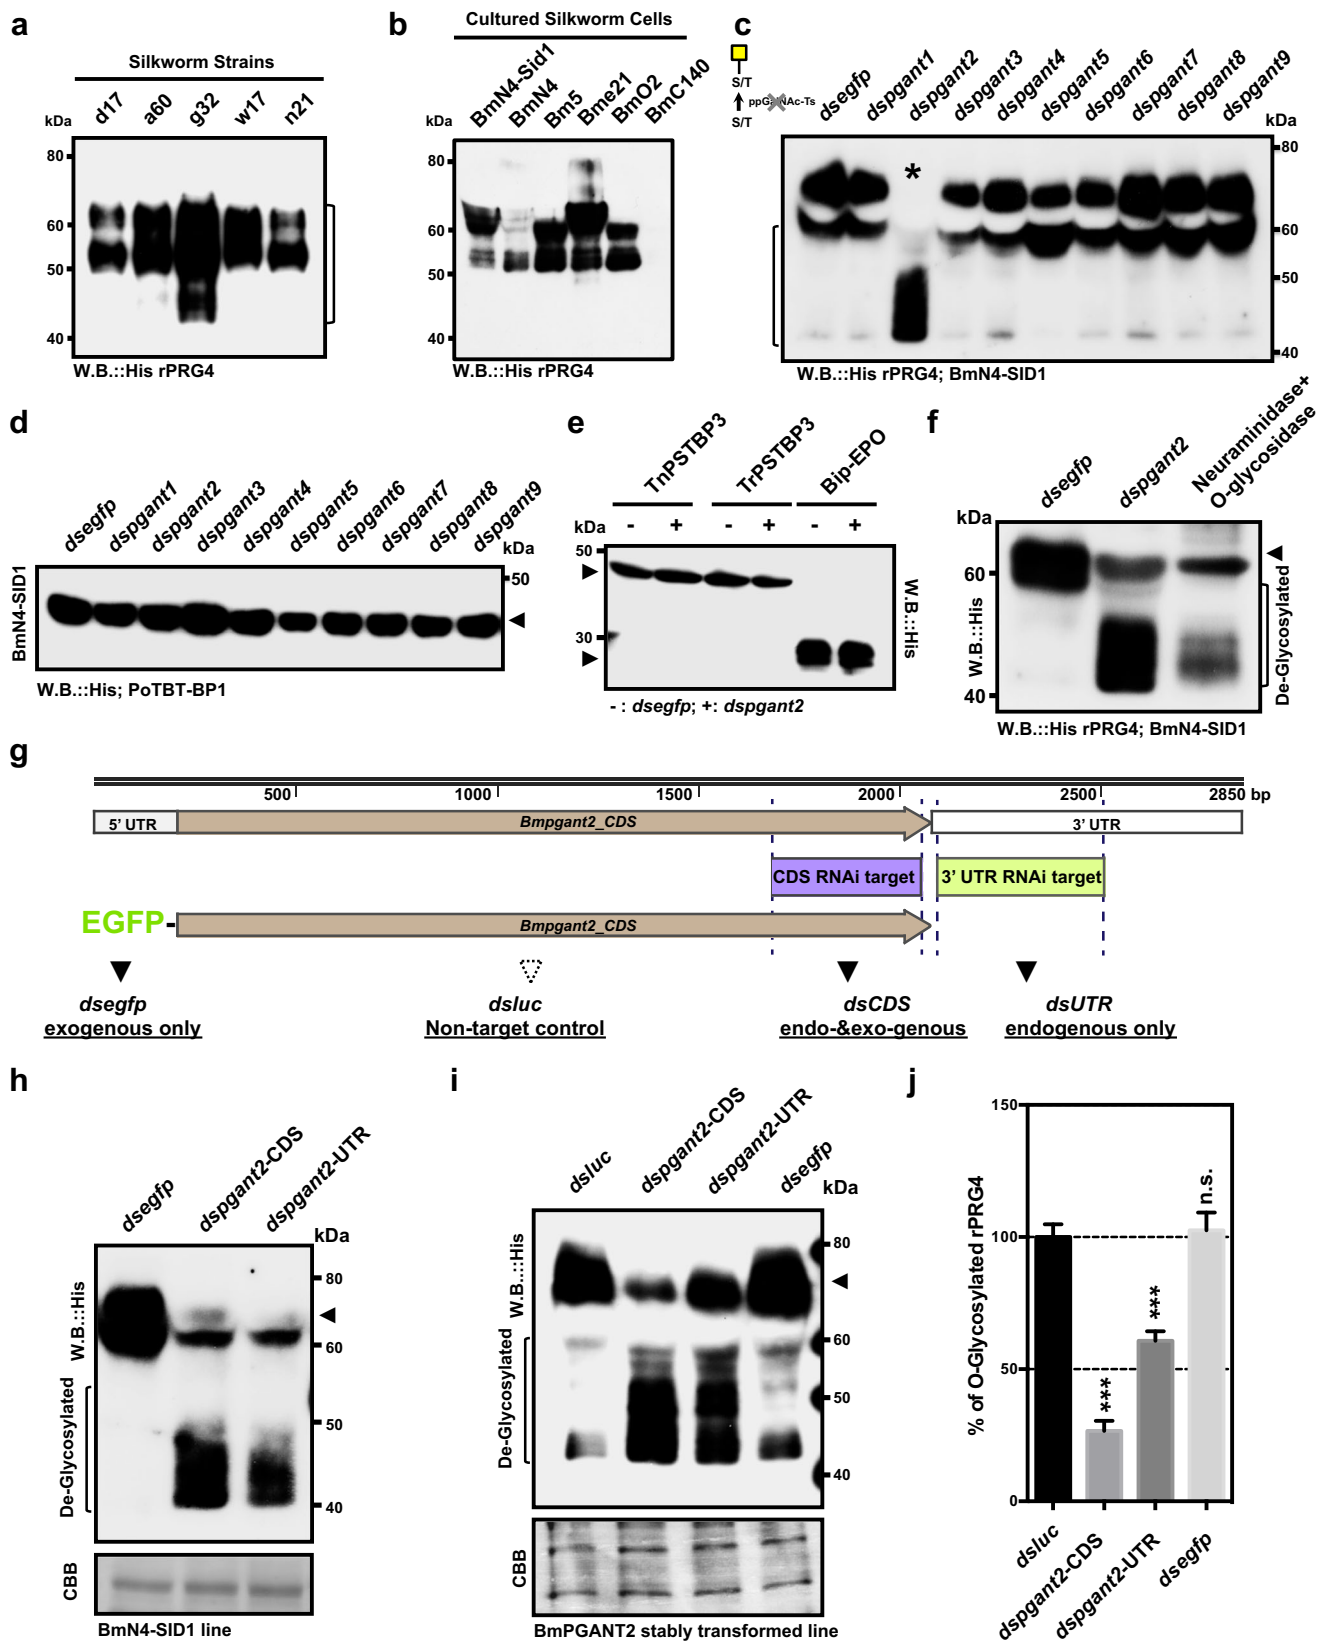 a
Silkworm Strains
d17 a60 g32 w17 n21
kDa
80
60
50
40
W.B.::His rPRG4
b
Cultured Silkworm Cells
BmN4-Sid1 BmN4 Bm5 Bme21 BmO2 BmC140
kDa
80
60
50
40
W.B.::His rPRG4
c
S/T
S/T
dsegfp dspgant1 dspgant2 dspgant3 dspgant4 dspgant5 dspgant6 dspgant7 dspgant8 dspgant9
kDa
80
60
50
40
*
W.B.::His rPRG4; BmN4-SID1
d
dsegfp dspgant1 dspgant2 dspgant3 dspgant4 dspgant5 dspgant6 dspgant7 dspgant8 dspgant9
kDa
50
BmN4-SID1
W.B.::His; PoTBT-BP1
e
TnPSTBP3 TrPSTBP3 Bip-EPO
kDa - + - + - +
50
30
W.B.::His
- : dsegfp; +: dspgant2
f
dsegfp dspgant2 Neuraminidase+
O-glycosidase
kDa
60
40
W.B.::His
De-Glycosylated
W.B.::His rPRG4; BmN4-SID1
g
500 1000 1500 2000 2500 2850 bp
5' UTR Bmpgant2_CDS 3' UTR
CDS RNAi target 3' UTR RNAi target
EGFP- Bmpgant2_CDS
dsegfp dsluc dsCDS dsUTR
exogenous only Non-target control endo-&exo-genous endogenous only
h
dsegfp dspgant2-CDS dspgant2-UTR
kDa
80
60
50
40
W.B.::His
De-Glycosylated
CBB
BmN4-SID1 line
i
dsluc dspgant2-CDS dspgant2-UTR dsegfp
kDa
80
60
50
40
W.B.::His
De-Glycosylated
CBB
BmPGANT2 stably transformed line
j
% of O-Glycosylated rPRG4
150
100
50
0
*** *** n.s.
dsluc dspgant2-CDS dspgant2-UTR dsegfp